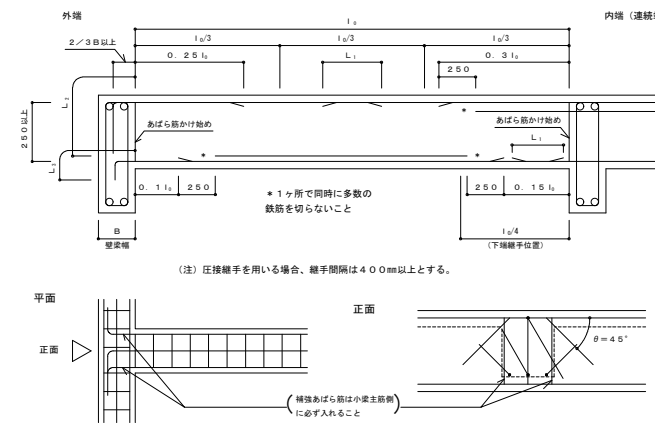 外端
l₀
内端（連続
2／3B以上
l₀/3
l₀/3
l₀/3
0．25l₀
L₁
0．3l₀
250
L₂
＊
250以上
あばら筋かけ始め
あばら筋かけ始め
L₁
＊
＊
0．1l₀
250
＊1ヶ所で同時に多数の
鉄筋を切らないこと
250
0．15l₀
B
壁梁幅
l₀/4
(下端継手位置)
（注）圧接継手を用いる場合、継手間隔は400mm以上とする。
平面
正面
正面
θ＝45°
補強あばら筋は小梁主筋側
に必ず入れること